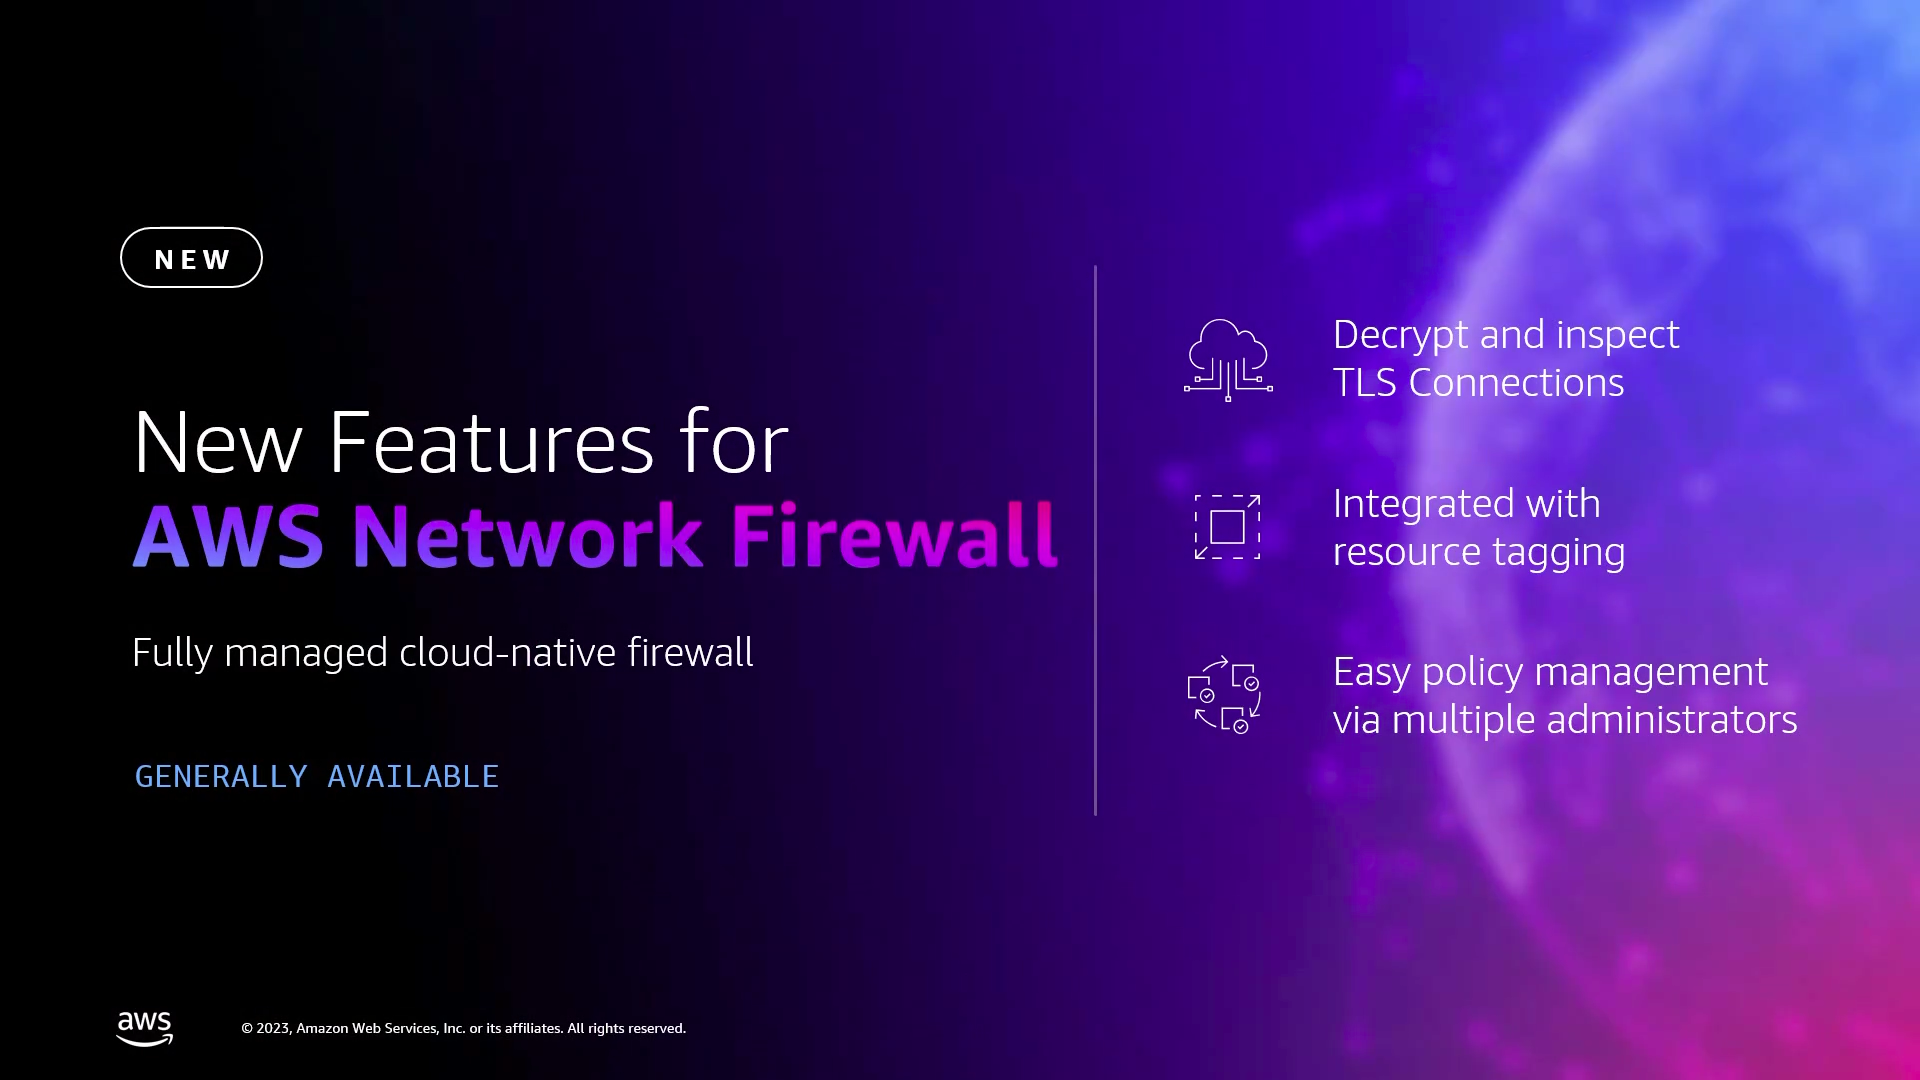 NEW
New Features for
AWS Network Firewall
Fully managed cloud-native firewall
GENERALLY AVAILABLE
Decrypt and inspect
TLS Connections
Integrated with
resource tagging
Easy policy management
via multiple administrators
aws
© 2023, Amazon Web Services, Inc. or its affiliates. All rights reserved.